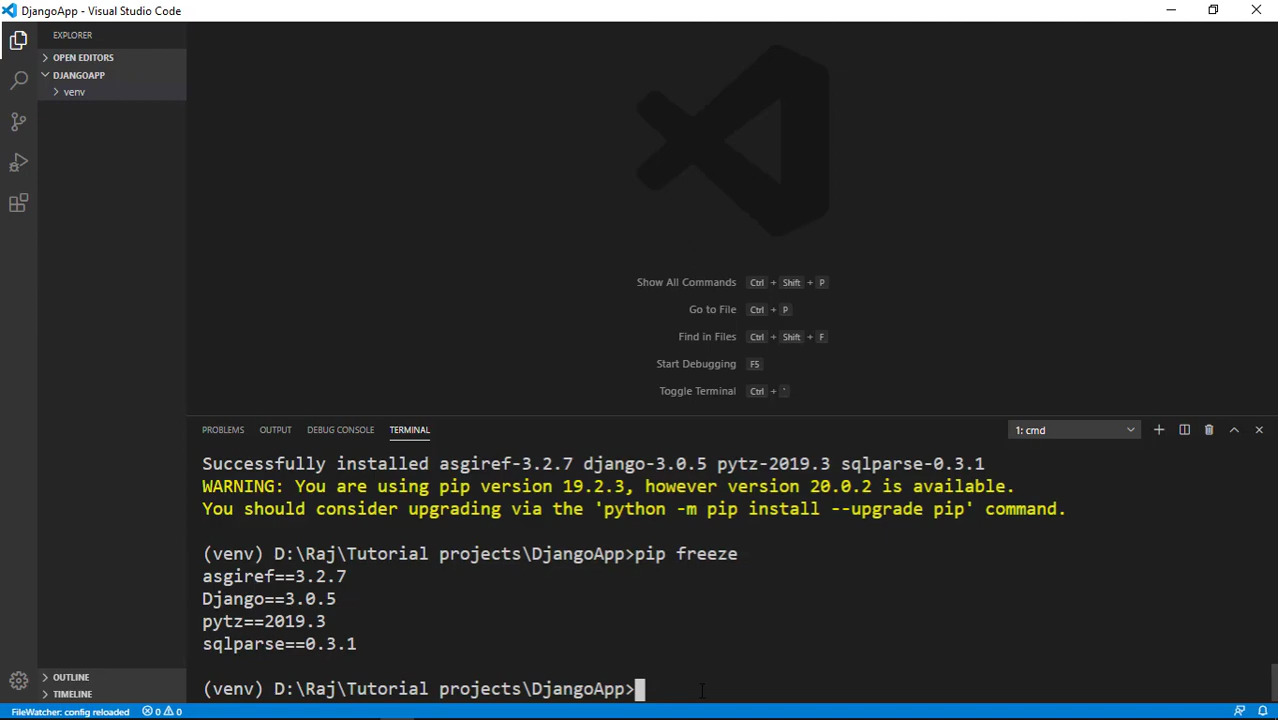 DjangoApp - Visual Studio Code
EXPLORER
OPEN EDITORS
DJANGOAPP
venv
Show All Commands Ctrl + Shift + P
Go to File Ctrl + P
Find in Files Ctrl + Shift + F
Start Debugging F5
Toggle Terminal Ctrl + `
PROBLEMS OUTPUT DEBUG CONSOLE TERMINAL 1: cmd
Successfully installed asgiref-3.2.7 django-3.0.5 pytz-2019.3 sqlparse-0.3.1
WARNING: You are using pip version 19.2.3, however version 20.0.2 is available.
You should consider upgrading via the 'python -m pip install --upgrade pip' command.
(venv) D:\Raj\Tutorial projects\DjangoApp>pip freeze
asgiref==3.2.7
Django==3.0.5
pytz==2019.3
sqlparse==0.3.1
(venv) D:\Raj\Tutorial projects\DjangoApp>
OUTLINE
TIMELINE
FileWatcher: config reloaded 0 0